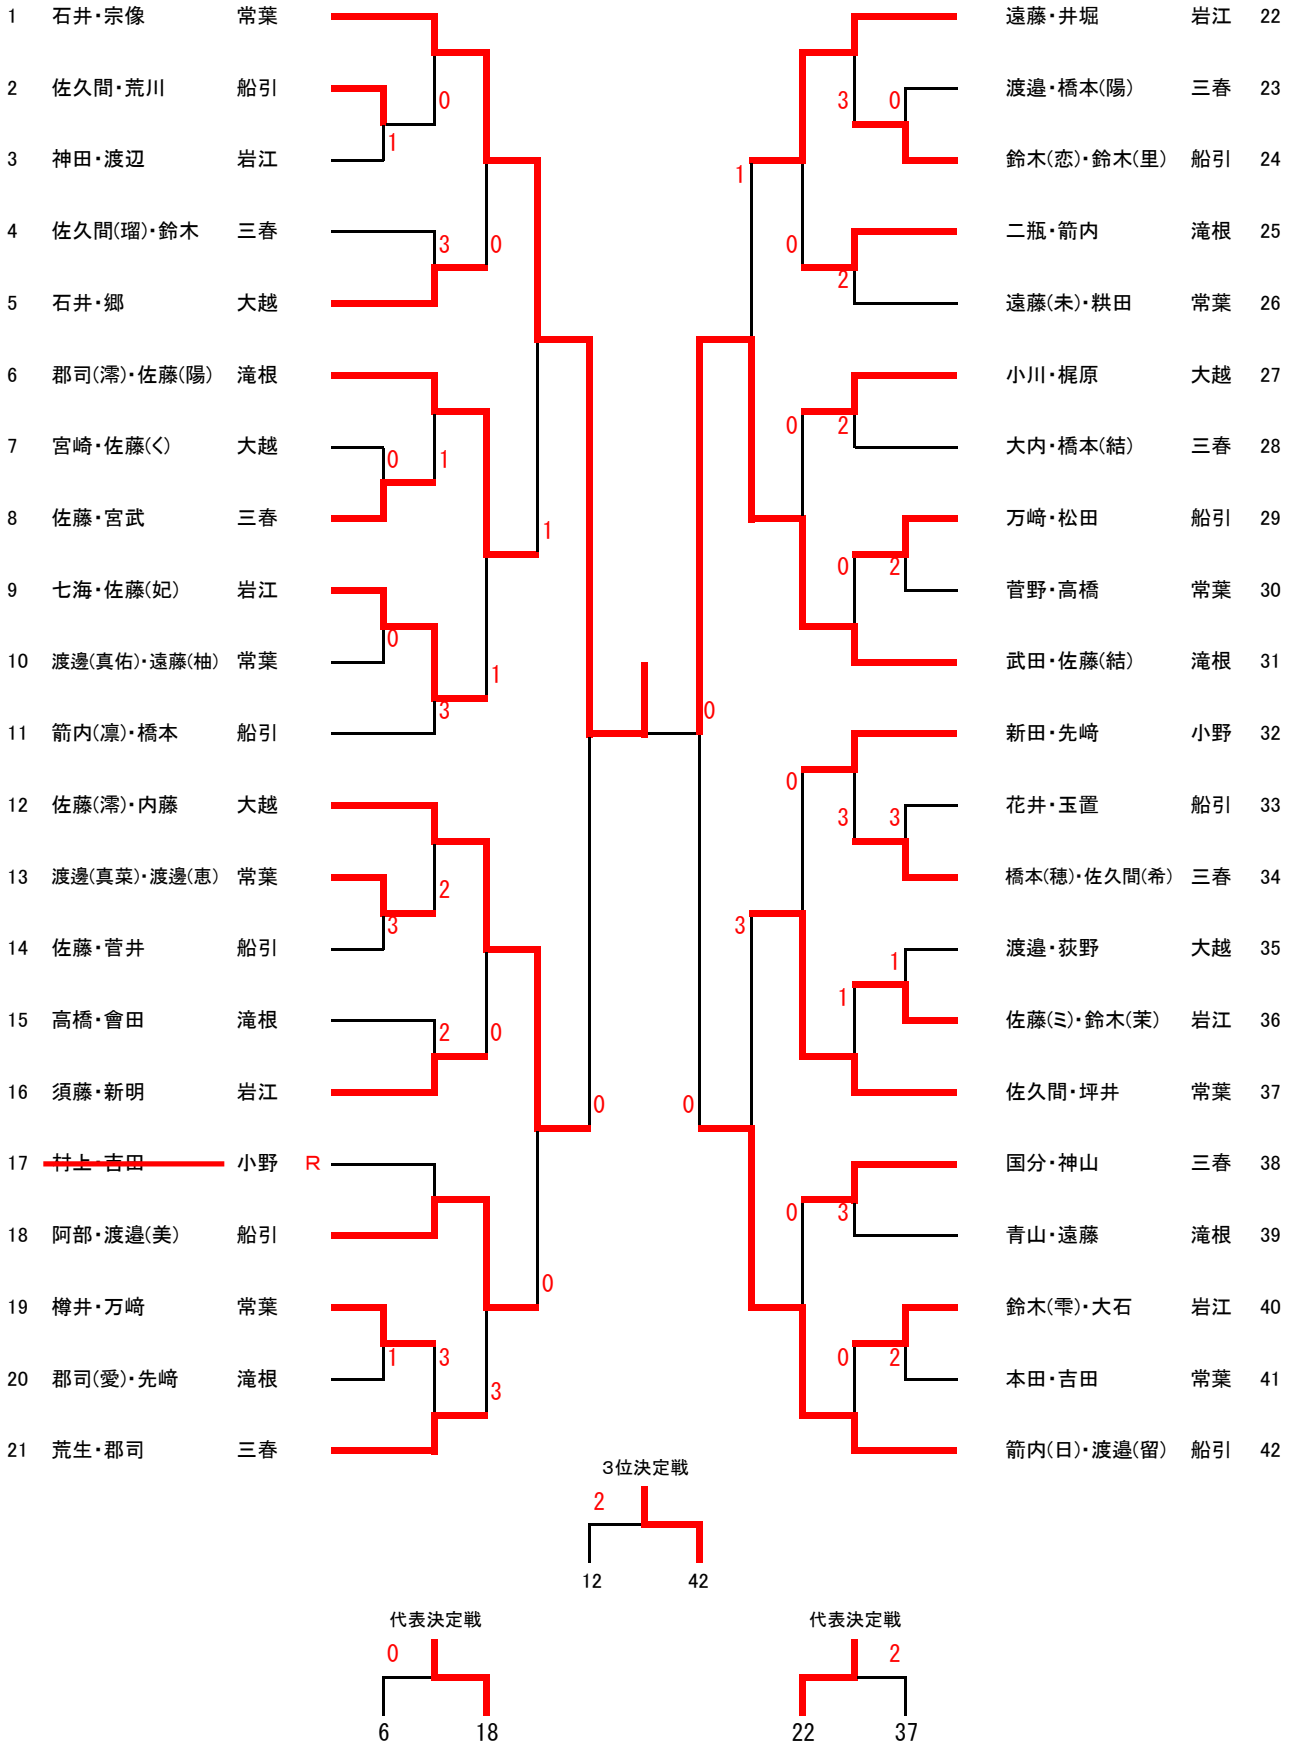 1 石井・宗像 常葉
2 佐久間・荒川 船引
3 神田・渡辺 岩江
4 佐久間(瑠)・鈴木 三春
5 石井・郷 大越
6 郡司(澪)・佐藤(陽) 滝根
7 宮崎・佐藤(く) 大越
8 佐藤・宮武 三春
9 七海・佐藤(妃) 岩江
10 渡邊(真佑)・遠藤(柚) 常葉
11 箭内(凛)・橋本 船引
12 佐藤(澪)・内藤 大越
13 渡邊(真菜)・渡邊(恵) 常葉
14 佐藤・菅井 船引
15 高橋・會田 滝根
16 須藤・新明 岩江
17 村上・吉田 小野 R
18 阿部・渡邉(美) 船引
19 樽井・万﨑 常葉
20 郡司(愛)・先﨑 滝根
21 荒生・郡司 三春
0
1
3 0
0 1
1
0
1
3
2
3
2 0
0
0
1 3
3
遠藤・井堀 岩江 22
渡邉・橋本(陽) 三春 23
鈴木(恋)・鈴木(里) 船引 24
二瓶・箭内 滝根 25
遠藤(未)・粠田 常葉 26
小川・梶原 大越 27
大内・橋本(結) 三春 28
万﨑・松田 船引 29
菅野・高橋 常葉 30
武田・佐藤(結) 滝根 31
新田・先﨑 小野 32
花井・玉置 船引 33
橋本(穂)・佐久間(希) 三春 34
渡邉・荻野 大越 35
佐藤(ミ)・鈴木(茉) 岩江 36
佐久間・坪井 常葉 37
国分・神山 三春 38
青山・遠藤 滝根 39
鈴木(雫)・大石 岩江 40
本田・吉田 常葉 41
箭内(日)・渡邉(留) 船引 42
3 0
1
0
2
0 2
0 2
0
0
3 3
3
1
1
0
0 3
0 2
3位決定戦
2
12 42
代表決定戦
0
6 18
代表決定戦
2
22 37